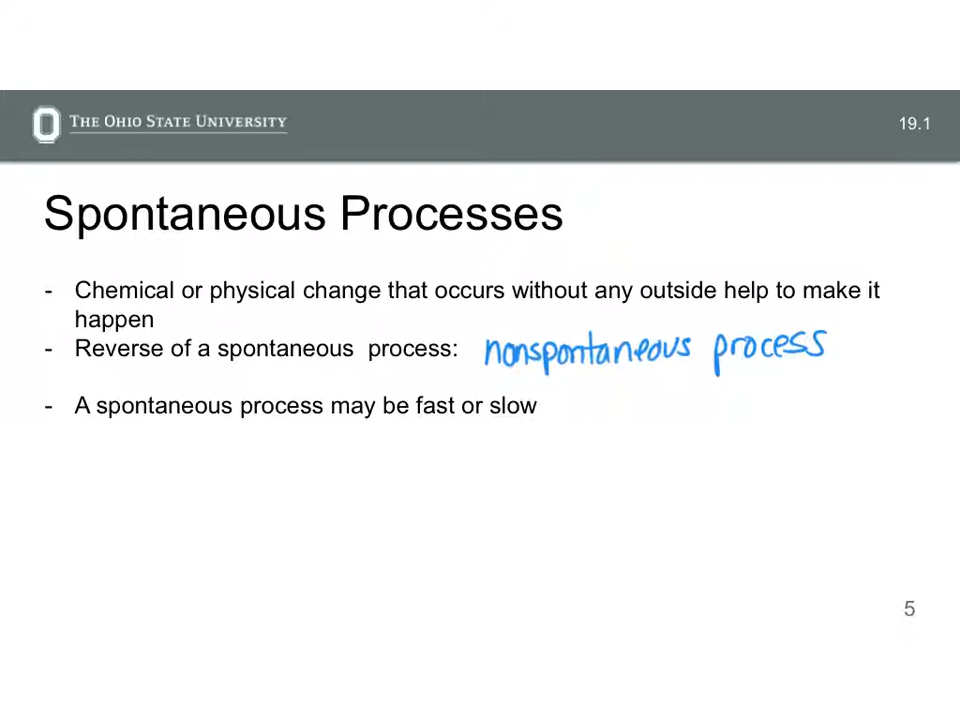 THE OHIO STATE UNIVERSITY
19.1
Spontaneous Processes
- Chemical or physical change that occurs without any outside help to make it
happen
- Reverse of a spontaneous process: nonspontaneous process
- A spontaneous process may be fast or slow
5